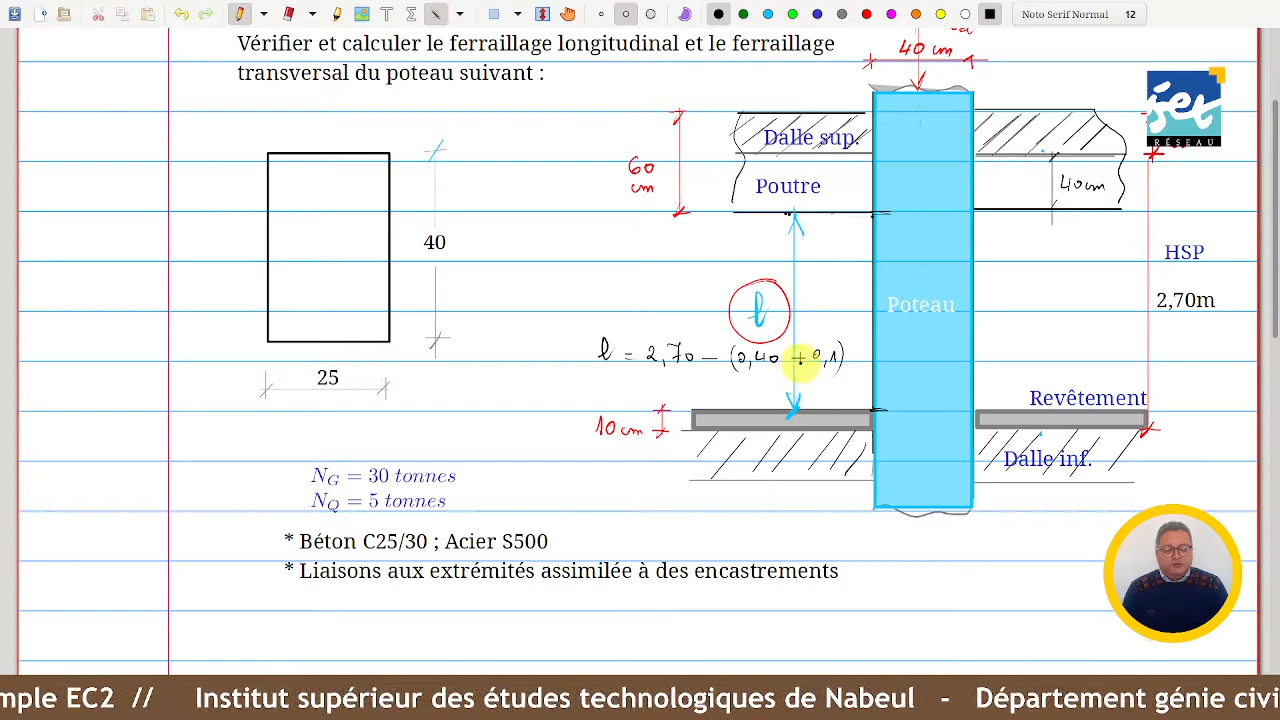 Noto Serif Normal 12
Vérifier et calculer le ferraillage longitudinal et le ferraillage
transversal du poteau suivant :
40 cm
Dalle sup.
60
cm
Poutre
40cm
jet
RÉSEAU
40
HSP
2,70m
Poteau
l
l = 2,70 - (0,40 + 0,1)
25
Revêtement
10cm
Dalle inf.
N_G = 30 tonnes
N_Q = 5 tonnes
* Béton C25/30 ; Acier S500
* Liaisons aux extrémités assimilée à des encastrements
mple EC2 // Institut supérieur des études technologiques de Nabeul - Département génie civi